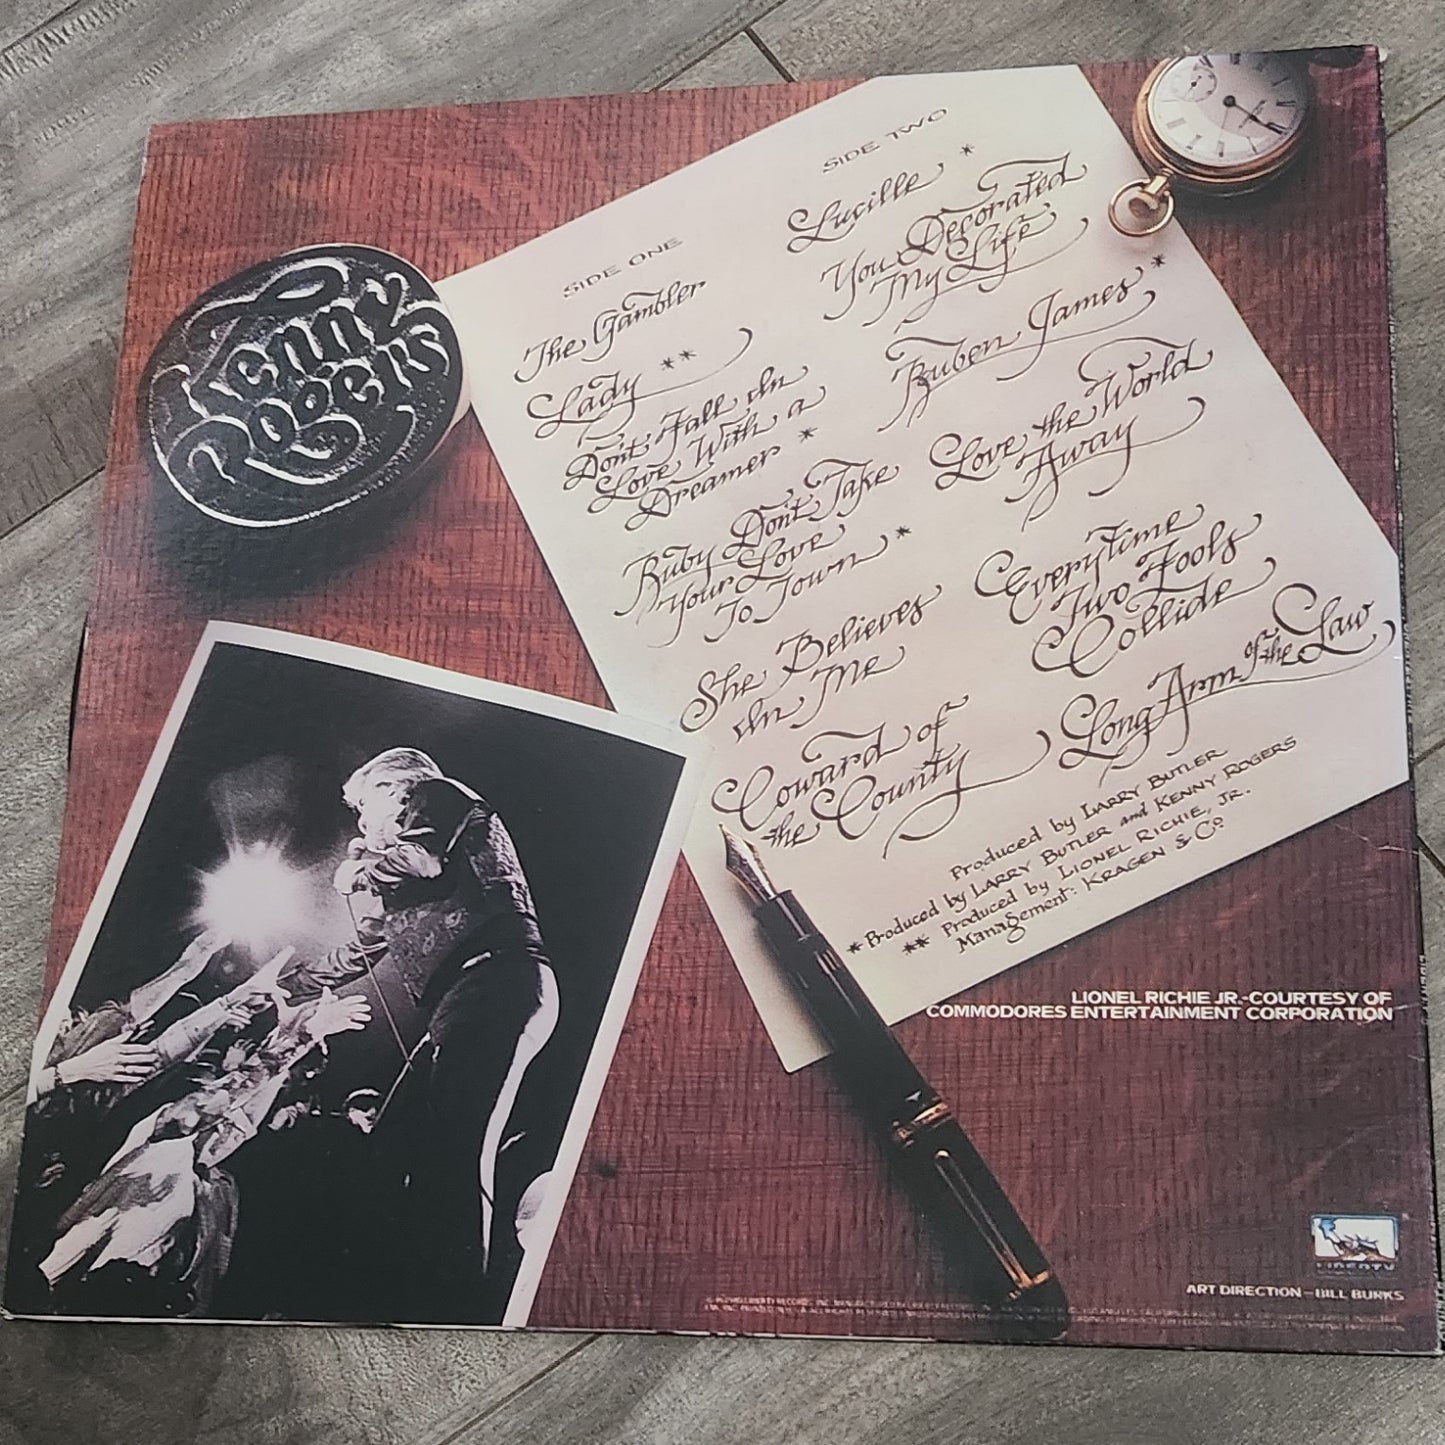 Kenny
Rogers
SIDE ONE
The Gambler
Lady **
Don't Fall In
Love With a
Dreamer *
Ruby Don't Take
Your Love
To Town *
She Believes
In Me
Coward of
the County
SIDE TWO
Lucille *
You Decorated
My Life
Ruben James *
Love the World
Away
Everytime
Two Fools
Collide
Long Arm of the Law
Produced by LARRY BUTLER
*Produced by LARRY BUTLER and KENNY ROGERS
** Produced by LIONEL RICHIE, JR.
Management: KRAGEN & Co
LIONEL RICHIE JR.-COURTESY OF
COMMODORES ENTERTAINMENT CORPORATION
LIBERTY
ART DIRECTION—BILL BURKS